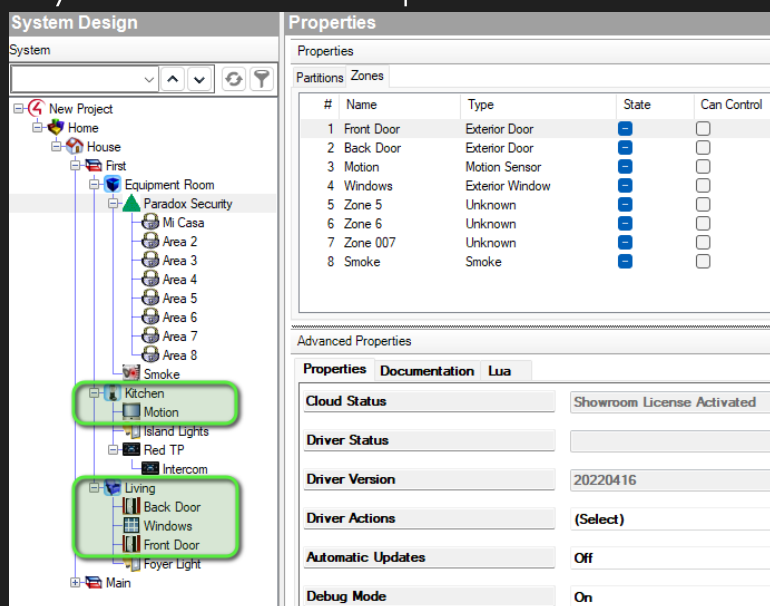 System Design
System
New Project
Home
House
First
Equipment Room
Paradox Security
Mi Casa
Area 2
Area 3
Area 4
Area 5
Area 6
Area 7
Area 8
Smoke
Kitchen
Motion
Island Lights
Red TP
Intercom
Living
Back Door
Windows
Front Door
Foyer Light
Main
Properties
Properties
Partitions Zones
# Name Type State Can Control
1 Front Door Exterior Door
2 Back Door Exterior Door
3 Motion Motion Sensor
4 Windows Exterior Window
5 Zone 5 Unknown
6 Zone 6 Unknown
7 Zone 007 Unknown
8 Smoke Smoke
Advanced Properties
Properties Documentation Lua
Cloud Status Showroom License Activated
Driver Status
Driver Version 20220416
Driver Actions (Select)
Automatic Updates Off
Debug Mode On